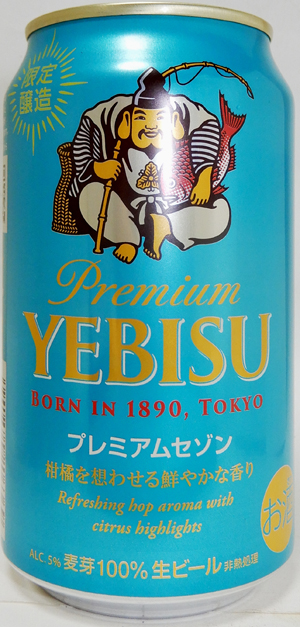 限定
醸造
Premium
YEBISU
BORN IN 1890, TOKYO
プレミアムセゾン
柑橘を想わせる鮮やかな香り
Refreshing hop aroma with
citrus highlights
お酒
ALC. 5% 麦芽100% 生ビール 非熱処理